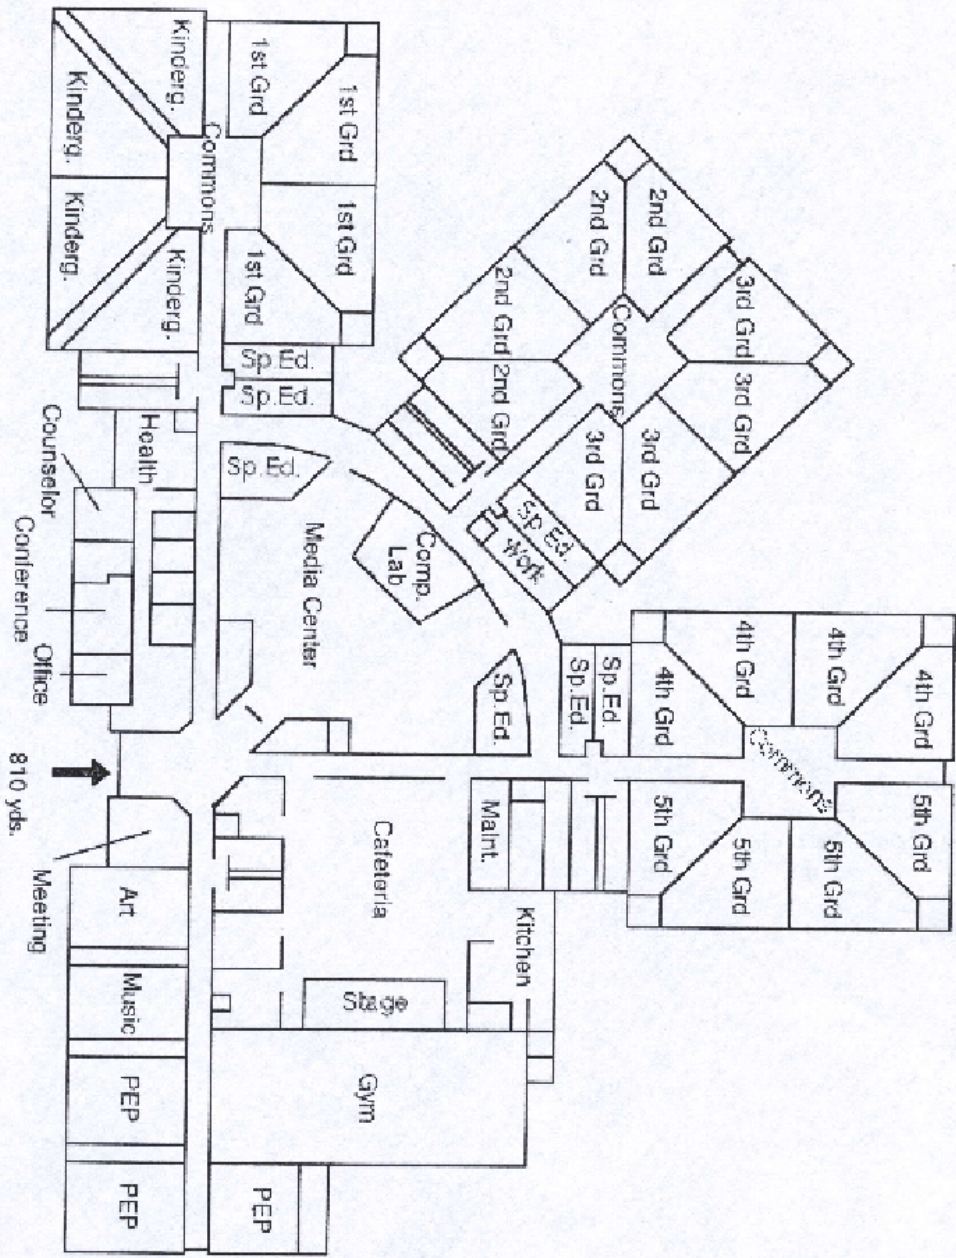 Kinderg.
Kinderg.
Kinderg.
Kinderg.
Commons
1st Grd
1st Grd
1st Grd
1st Grd
Sp. Ed.
Sp.Ed.
Sp.Ed.
Health
Counselor
Conference
Office
810 yds.
Meeting
Media Center
Comp.
Lab
2nd Grd
2nd Grd
2nd Grd
2nd Grd
Commons
3rd Grd
3rd Grd
3rd Grd
3rd Grd
Sp.Ed.
Work
Sp.Ed.
Sp.Ed.
Sp.Ed.
4th Grd
4th Grd
4th Grd
4th Grd
Commons
5th Grd
5th Grd
5th Grd
5th Grd
Maint.
Kitchen
Cafeteria
Stage
Gym
Art
Music
PEP
PEP
PEP